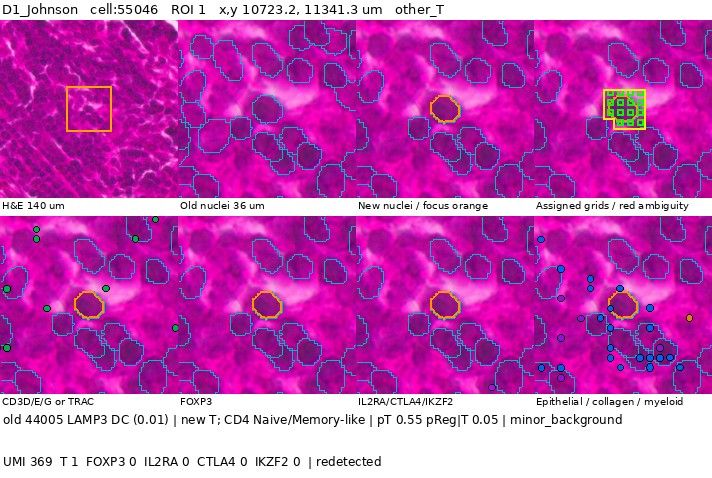 D1_Johnson cell:55046 ROI 1 x,y 10723.2, 11341.3 um other_T
H&E 140 um
Old nuclei 36 um
New nuclei / focus orange
Assigned grids / red ambiguity
CD3D/E/G or TRAC
FOXP3
IL2RA/CTLA4/IKZF2
Epithelial / collagen / myeloid
old 44005 LAMP3 DC (0.01) | new T; CD4 Naive/Memory-like | pT 0.55 pReg|T 0.05 | minor_background
UMI 369 T 1 FOXP3 0 IL2RA 0 CTLA4 0 IKZF2 0 | redetected